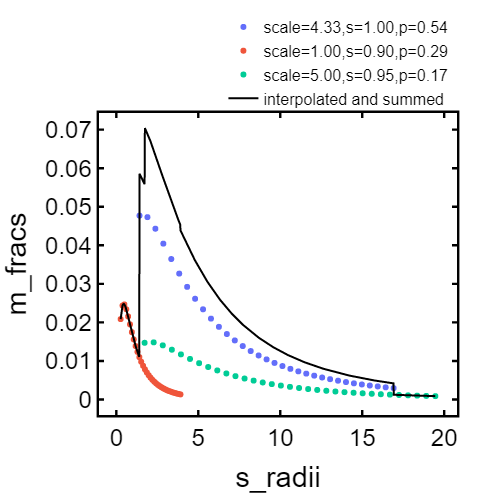 scale=4.33,s=1.00,p=0.54
scale=1.00,s=0.90,p=0.29
scale=5.00,s=0.95,p=0.17
interpolated and summed
0.07
0.06
0.05
0.04
0.03
0.02
0.01
0
m_fracs
0 5 10 15 20
s_radii